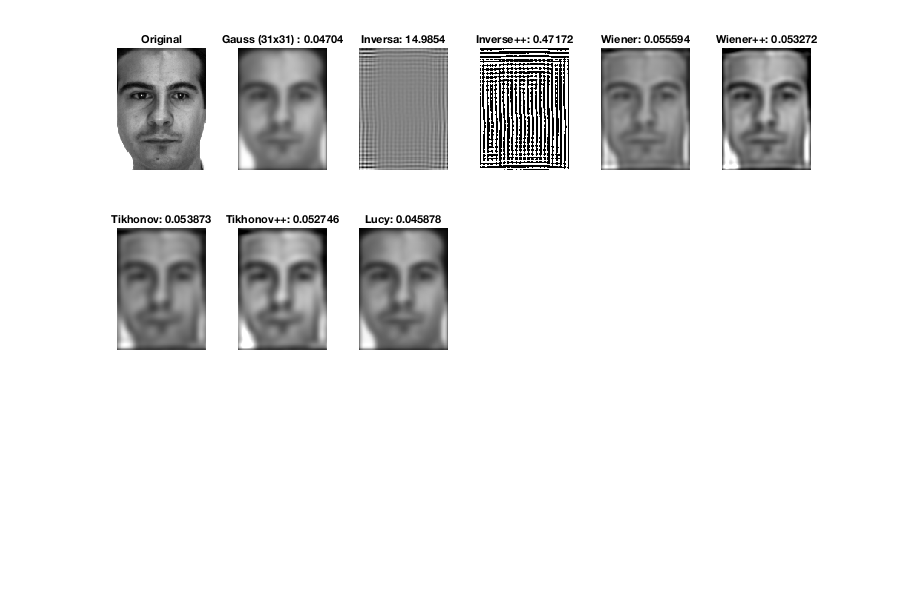 Original
Gauss (31x31) : 0.04704
Inversa: 14.9854
Inverse++: 0.47172
Wiener: 0.055594
Wiener++: 0.053272
Tikhonov: 0.053873
Tikhonov++: 0.052746
Lucy: 0.045878